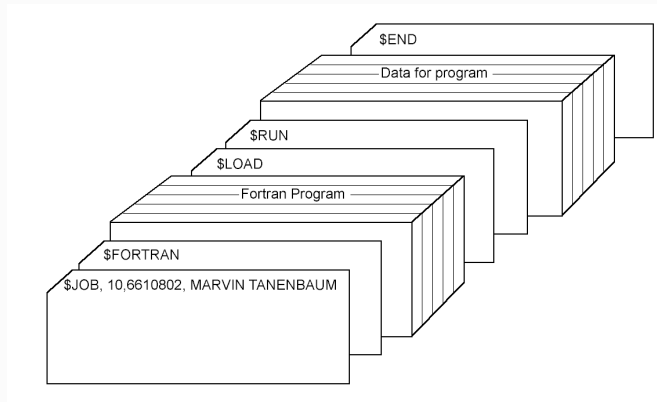 $END
Data for program
$RUN
$LOAD
Fortran Program
$FORTRAN
$JOB, 10,6610802, MARVIN TANENBAUM